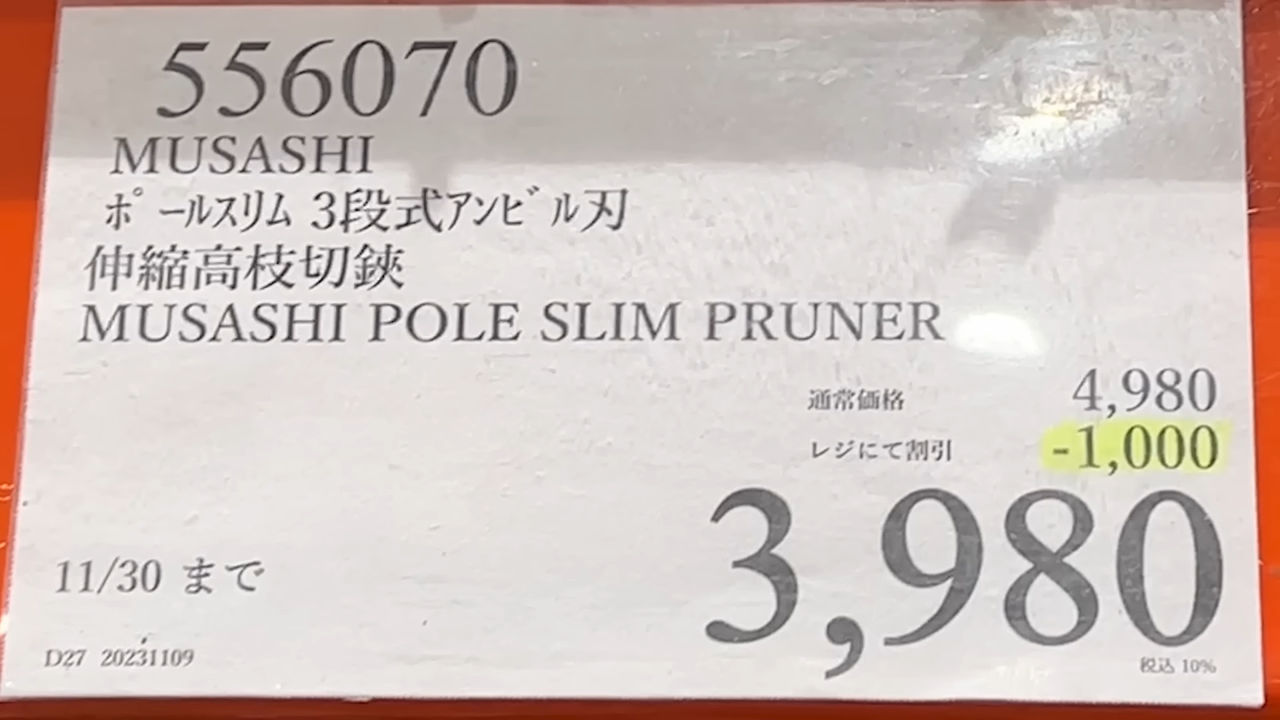 556070
MUSASHI
ﾎﾟｰﾙｽﾘﾑ 3段式ｱﾝﾋﾞﾙ刃
伸縮高枝切鋏
MUSASHI POLE SLIM PRUNER
通常価格 4,980
レジにて割引 -1,000
3,980
11/30 まで
D27 20231109
税込 10%